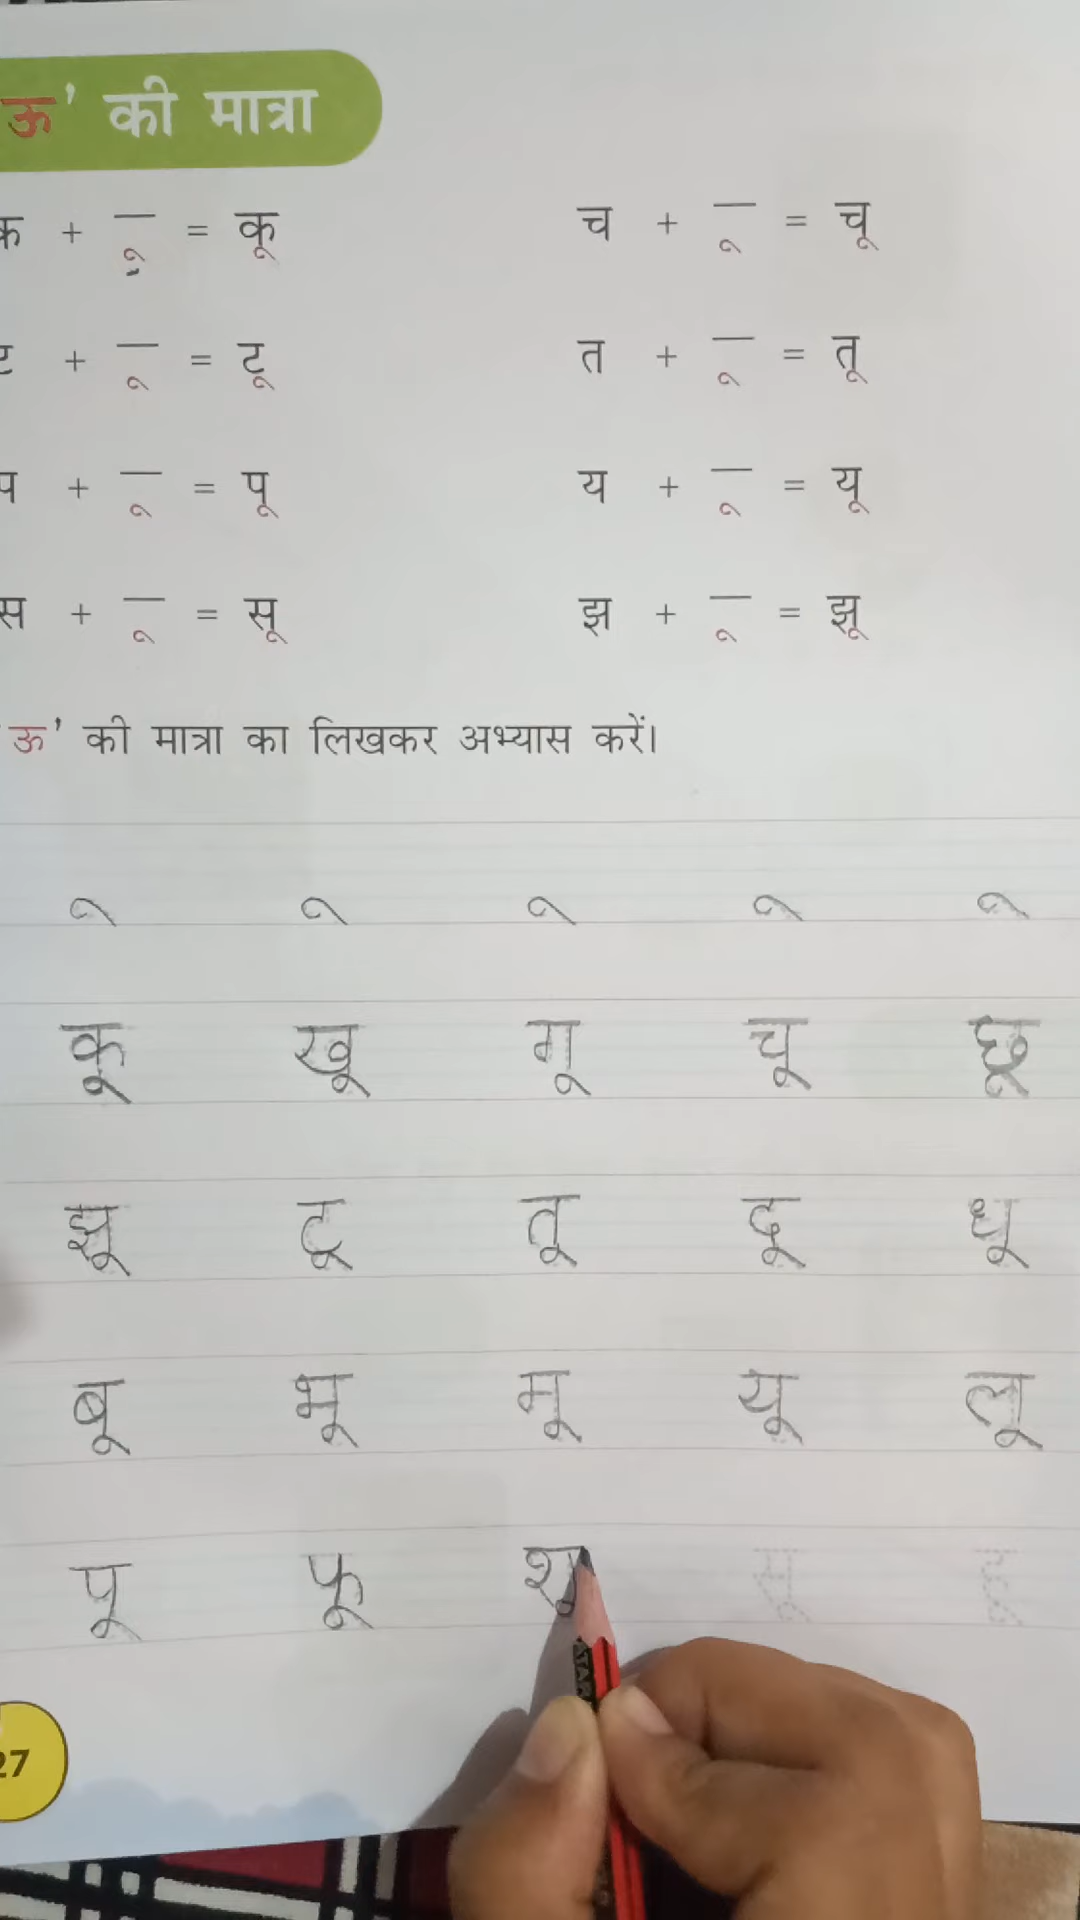 ऊ' की मात्रा
क + ू = कू च + ू = चू
ट + ू = टू त + ू = तू
प + ू = पू य + ू = यू
स + ू = सू झ + ू = झू
'ऊ' की मात्रा का लिखकर अभ्यास करें।
ू ू ू ू ू
कू खू गू चू छू
झू टू तू दू धू
बू भू मू यू लू
पू फू शू सू
27